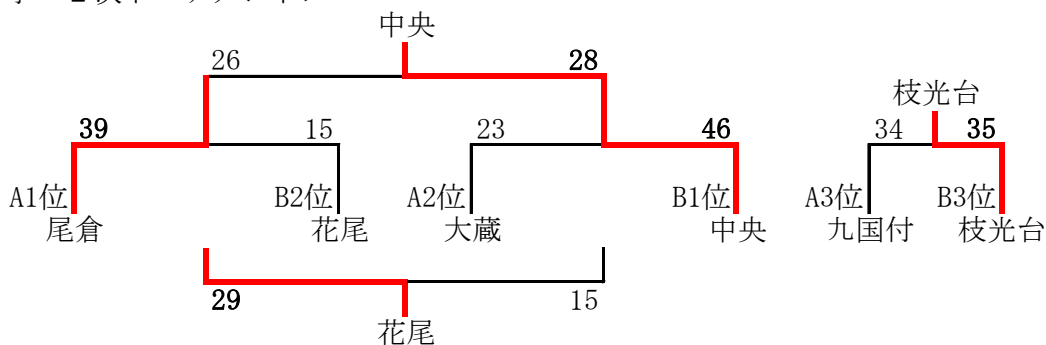 中央
26 28
枝光台
39 15 23 46 34 35
A1位 B2位 A2位 B1位 A3位 B3位
尾倉 花尾 大蔵 中央 九国付 枝光台
29 15
花尾